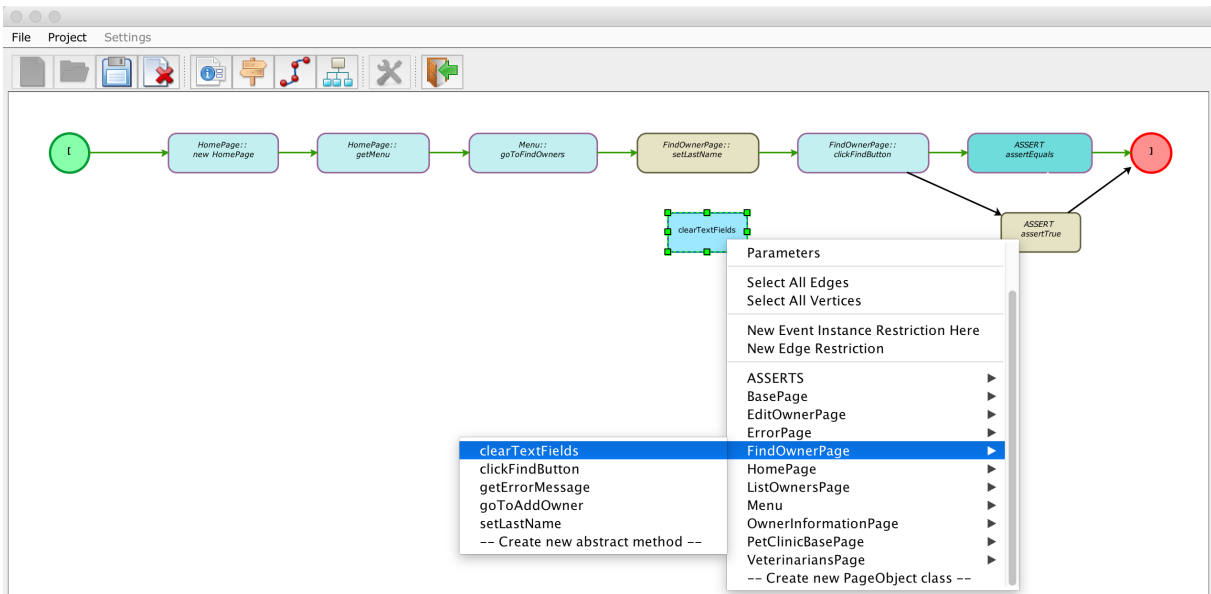 File Project Settings
[
HomePage::
new HomePage
HomePage::
getMenu
Menu::
goToFindOwners
FindOwnerPage::
setLastName
FindOwnerPage::
clickFindButton
ASSERT
assertEquals
]
clearTextFields
ASSERT
assertTrue
Parameters
Select All Edges
Select All Vertices
New Event Instance Restriction Here
New Edge Restriction
ASSERTS
BasePage
EditOwnerPage
ErrorPage
FindOwnerPage
HomePage
ListOwnersPage
Menu
OwnerInformationPage
PetClinicBasePage
VeterinariansPage
-- Create new PageObject class --
clearTextFields
clickFindButton
getErrorMessage
goToAddOwner
setLastName
-- Create new abstract method --